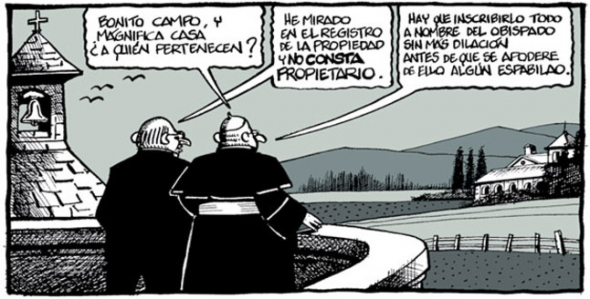 BONITO CAMPO, Y
MAGNÍFICA CASA
¿A QUIÉN PERTENECEN?
HE MIRADO
EN EL REGISTRO
DE LA PROPIEDAD
Y NO CONSTA
PROPIETARIO.
HAY QUE INSCRIBIRLO TODO
A NOMBRE DEL OBISPADO
SIN MÁS DILACIÓN
ANTES DE QUE SE APODERE
DE ELLO ALGÚN ESPABILAO.